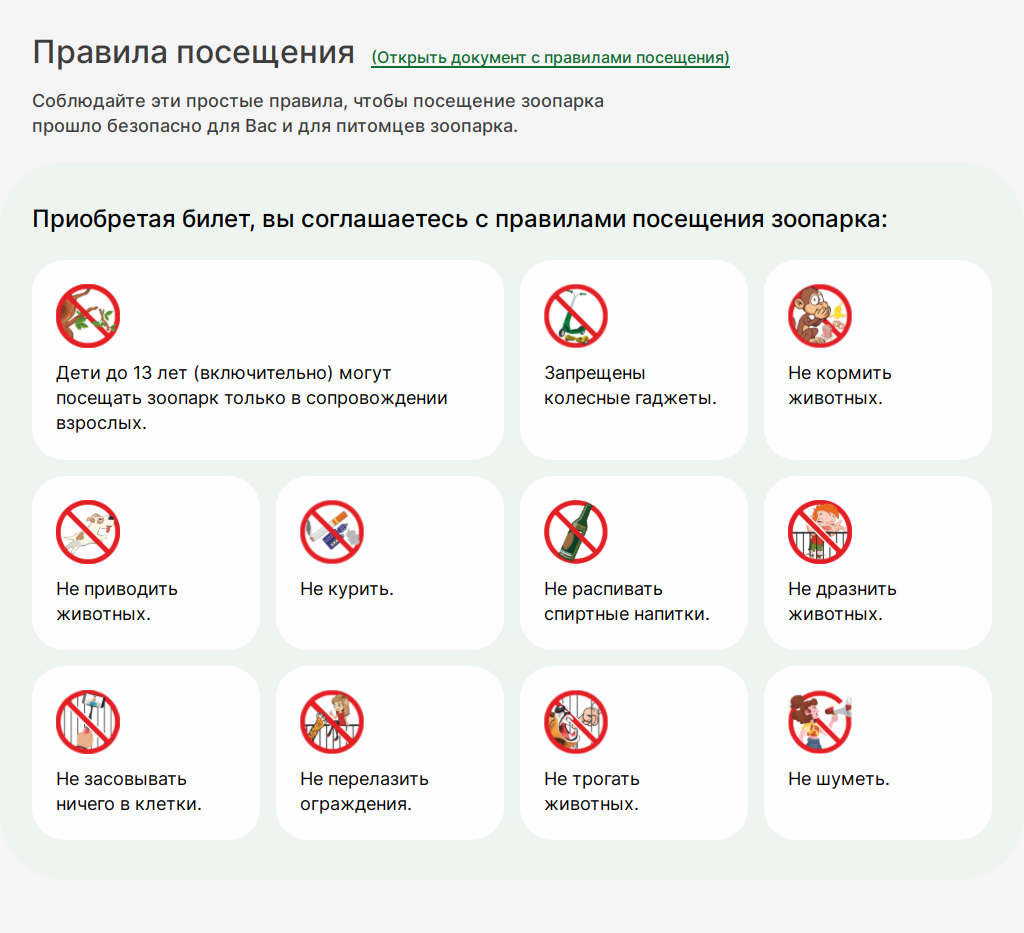 Правила посещения (Открыть документ с правилами посещения)
Соблюдайте эти простые правила, чтобы посещение зоопарка
прошло безопасно для Вас и для питомцев зоопарка.
Приобретая билет, вы соглашаетесь с правилами посещения зоопарка:
Дети до 13 лет (включительно) могут
посещать зоопарк только в сопровождении
взрослых.
Запрещены
колесные гаджеты.
Не кормить
животных.
Не приводить
животных.
Не курить.
Не распивать
спиртные напитки.
Не дразнить
животных.
Не засовывать
ничего в клетки.
Не перелазить
ограждения.
Не трогать
животных.
Не шуметь.